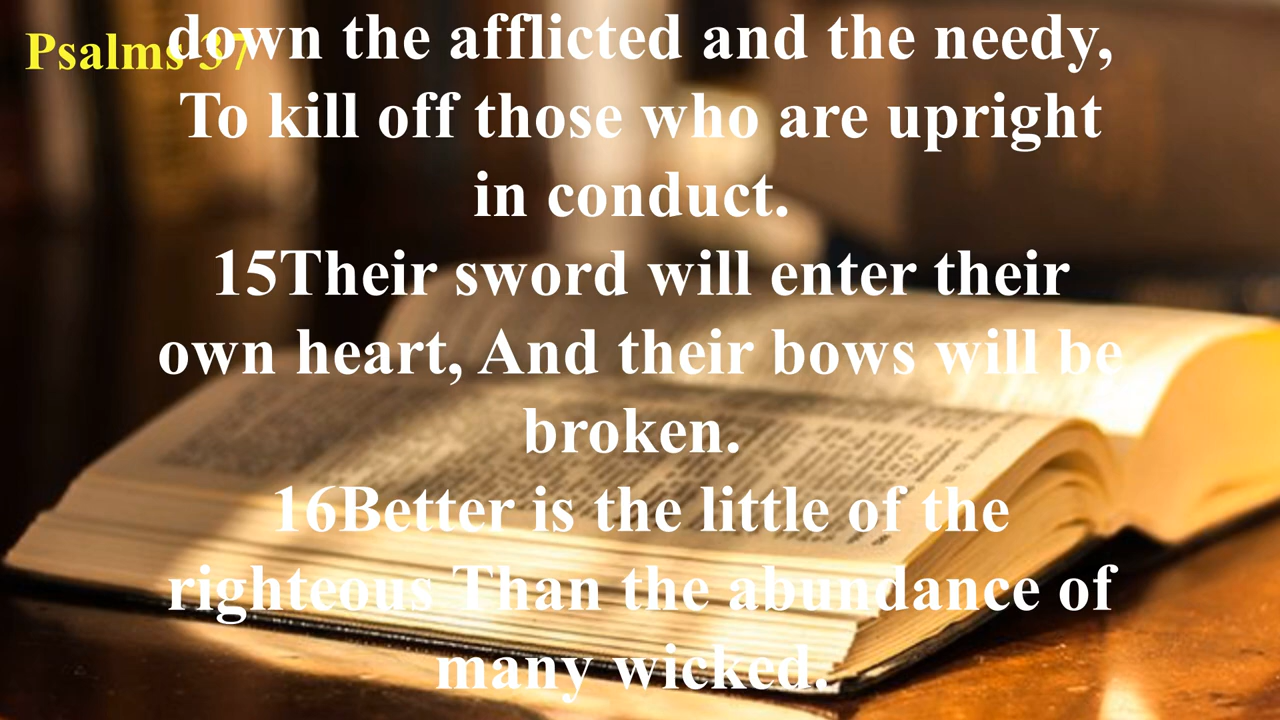 Psalms 37
down the afflicted and the needy,
To kill off those who are upright
in conduct.
15Their sword will enter their
own heart, And their bows will be
broken.
16Better is the little of the
righteous Than the abundance of
many wicked.